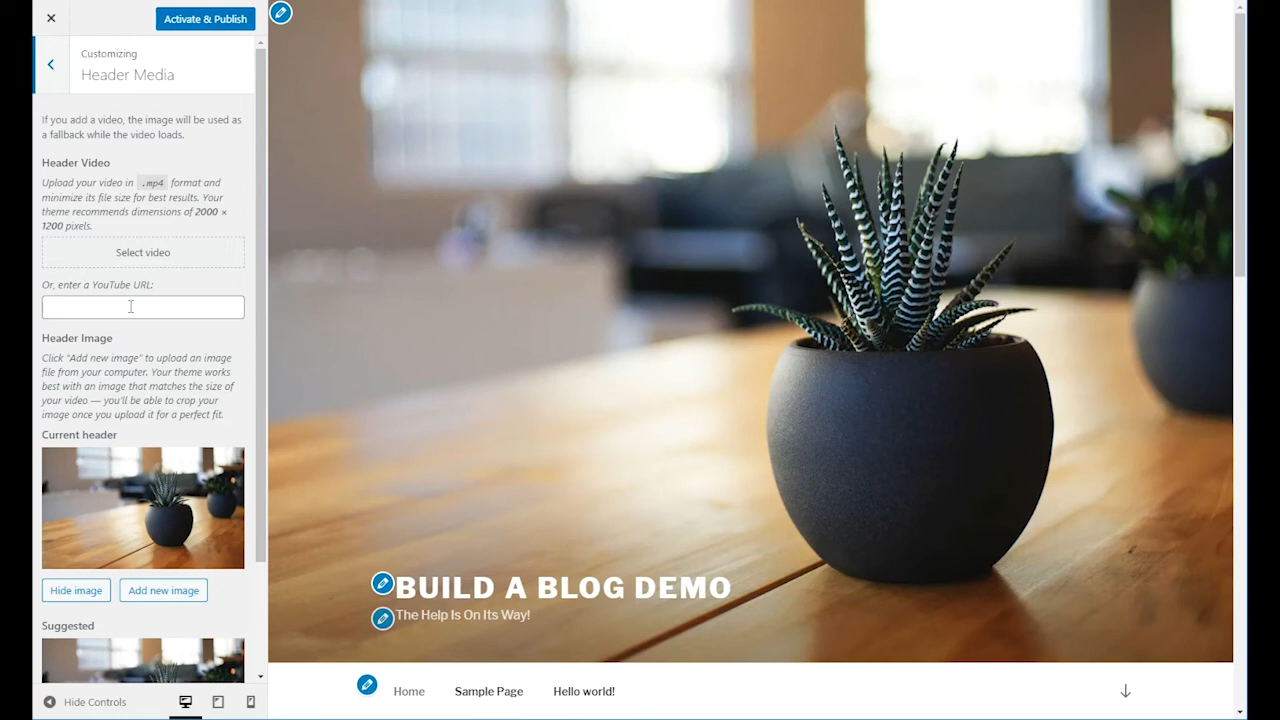 Activate & Publish
Customizing
Header Media
If you add a video, the image will be used as
a fallback while the video loads.
Header Video
Upload your video in .mp4 format and
minimize its file size for best results. Your
theme recommends dimensions of 2000 ×
1200 pixels.
Select video
Or, enter a YouTube URL:
Header Image
Click "Add new image" to upload an image
file from your computer. Your theme works
best with an image that matches the size of
your video — you'll be able to crop your
image once you upload it for a perfect fit.
Current header
Hide image
Add new image
Suggested
Hide Controls
BUILD A BLOG DEMO
The Help Is On Its Way!
Home Sample Page Hello world!